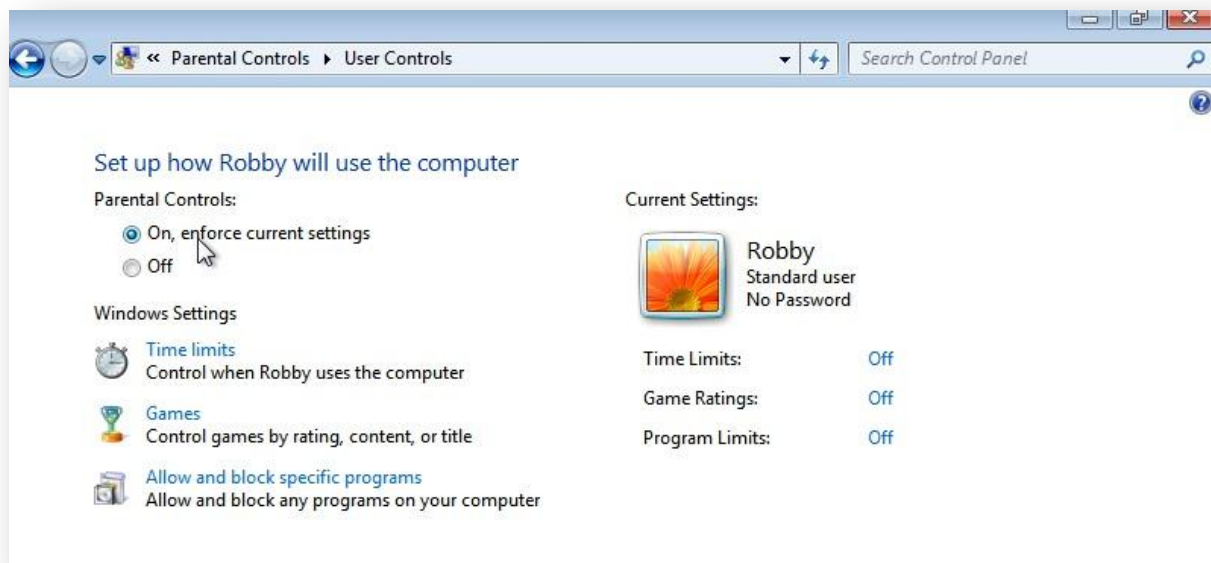 « Parental Controls ▸ User Controls
Search Control Panel
Set up how Robby will use the computer
Parental Controls:
On, enforce current settings
Off
Windows Settings
Time limits
Control when Robby uses the computer
Games
Control games by rating, content, or title
Allow and block specific programs
Allow and block any programs on your computer
Current Settings:
Robby
Standard user
No Password
Time Limits: Off
Game Ratings: Off
Program Limits: Off